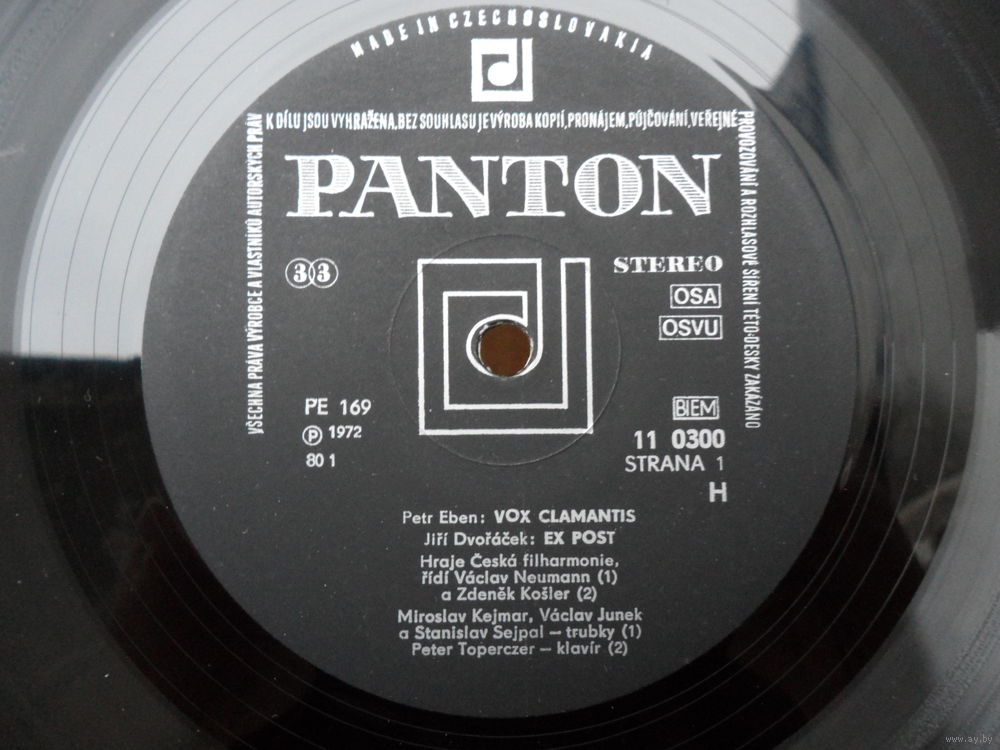 MADE IN CZECHOSLOVAKIA
VŠECHNA PRÁVA VÝROBCE A VLASTNÍKŮ AUTORSKÝCH PRÁV
K DÍLU JSOU VYHRAŽENA. BEZ SOUHLASU JE VÝROBA KOPIÍ, PRONÁJEM, PŮJČOVÁNÍ, VEŘEJNÉ
PROVOZOVÁNÍ A ROZHLASOVÉ ŠÍŘENÍ TÉTO DESKY ZAKÁZÁNO
PANTON
33
STEREO
OSA
OSVU
PE 169
Ⓟ 1972
80 1
BIEM
11 0300
STRANA 1
H
Petr Eben: VOX CLAMANTIS
Jiří Dvořáček: EX POST
Hraje Česká filharmonie,
řídí Václav Neumann (1)
a Zdeněk Košler (2)
Miroslav Kejmar, Václav Junek
a Stanislav Sejpal – trubky (1)
Peter Toperczer – klavír (2)
www.ay.by